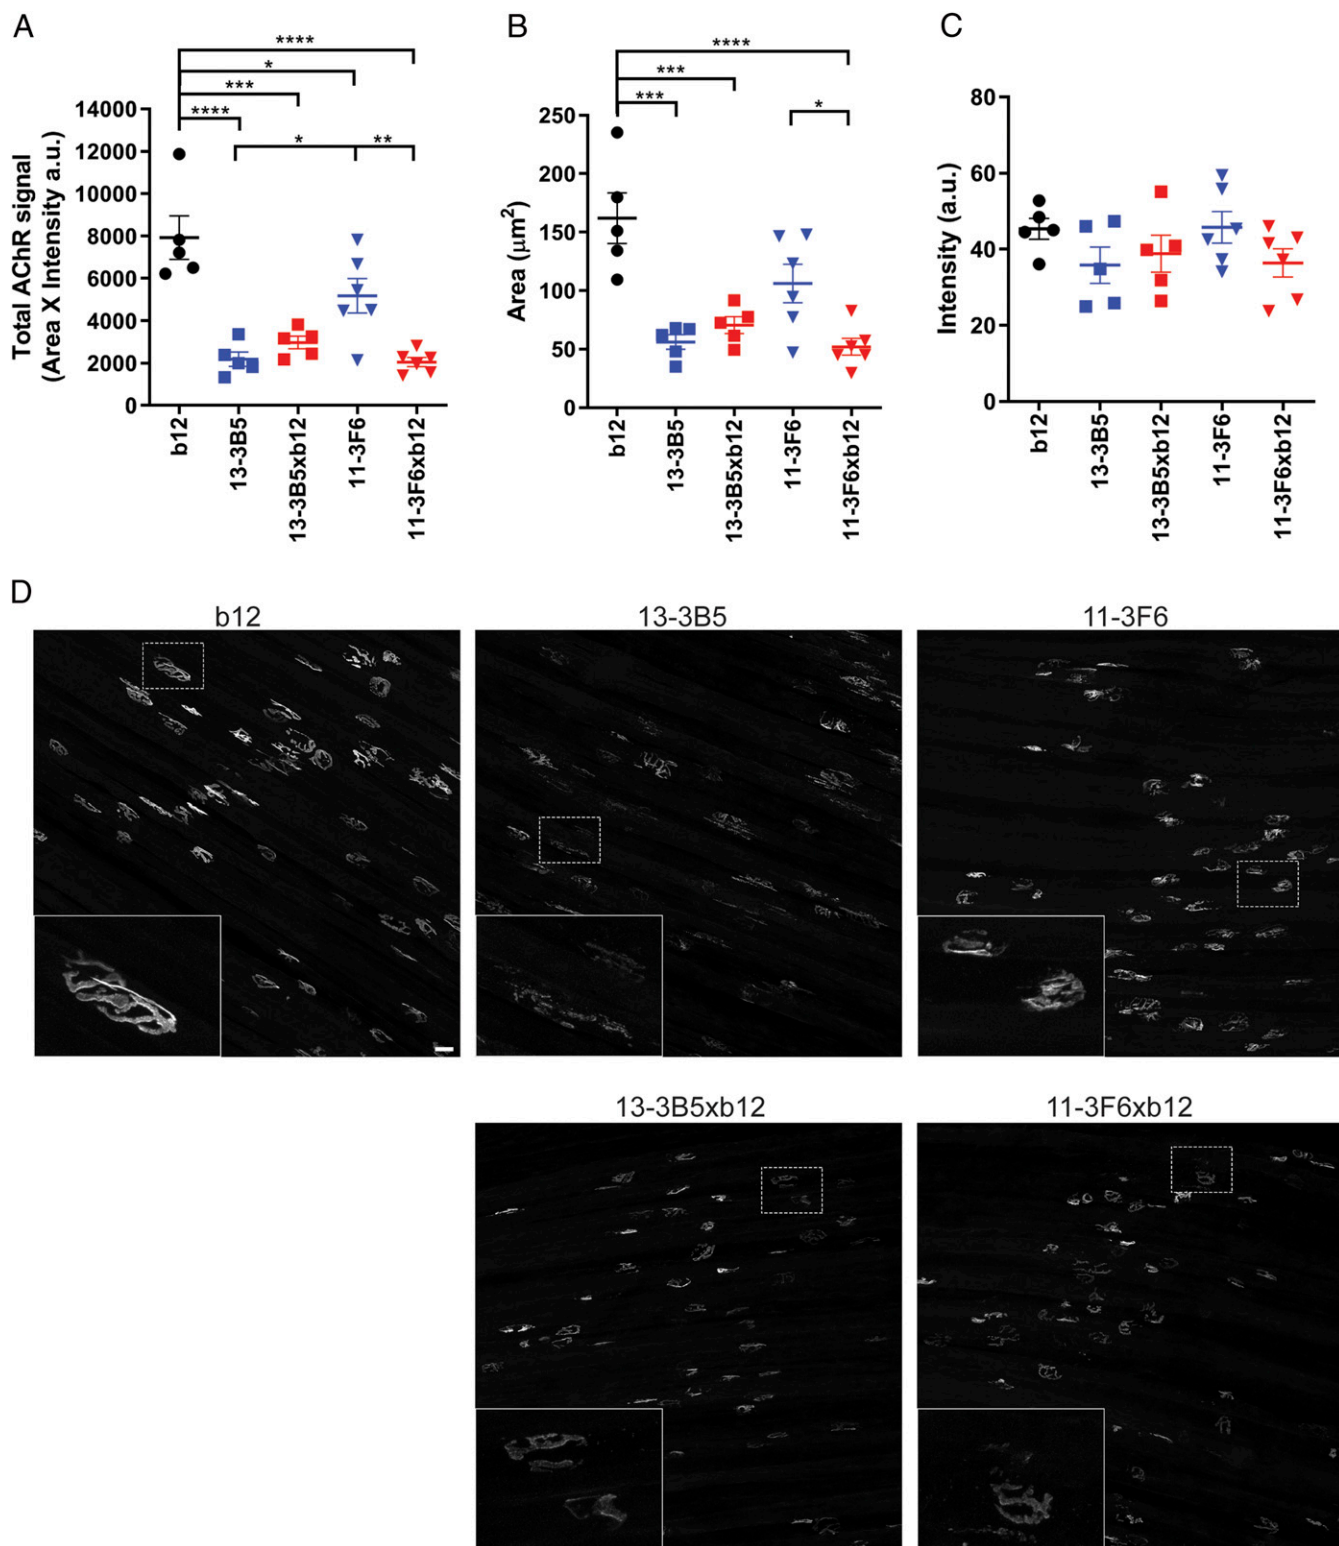 A
Total AChR signal
(Area X Intensity a.u.)
****
*
***
****
*
**
14000
12000
10000
8000
6000
4000
2000
0
b12
13-3B5
13-3B5xb12
11-3F6
11-3F6xb12
B
Area (μm²)
****
***
***
*
250
200
150
100
50
0
b12
13-3B5
13-3B5xb12
11-3F6
11-3F6xb12
C
Intensity (a.u.)
80
60
40
20
0
b12
13-3B5
13-3B5xb12
11-3F6
11-3F6xb12
D
b12
13-3B5
11-3F6
13-3B5xb12
11-3F6xb12